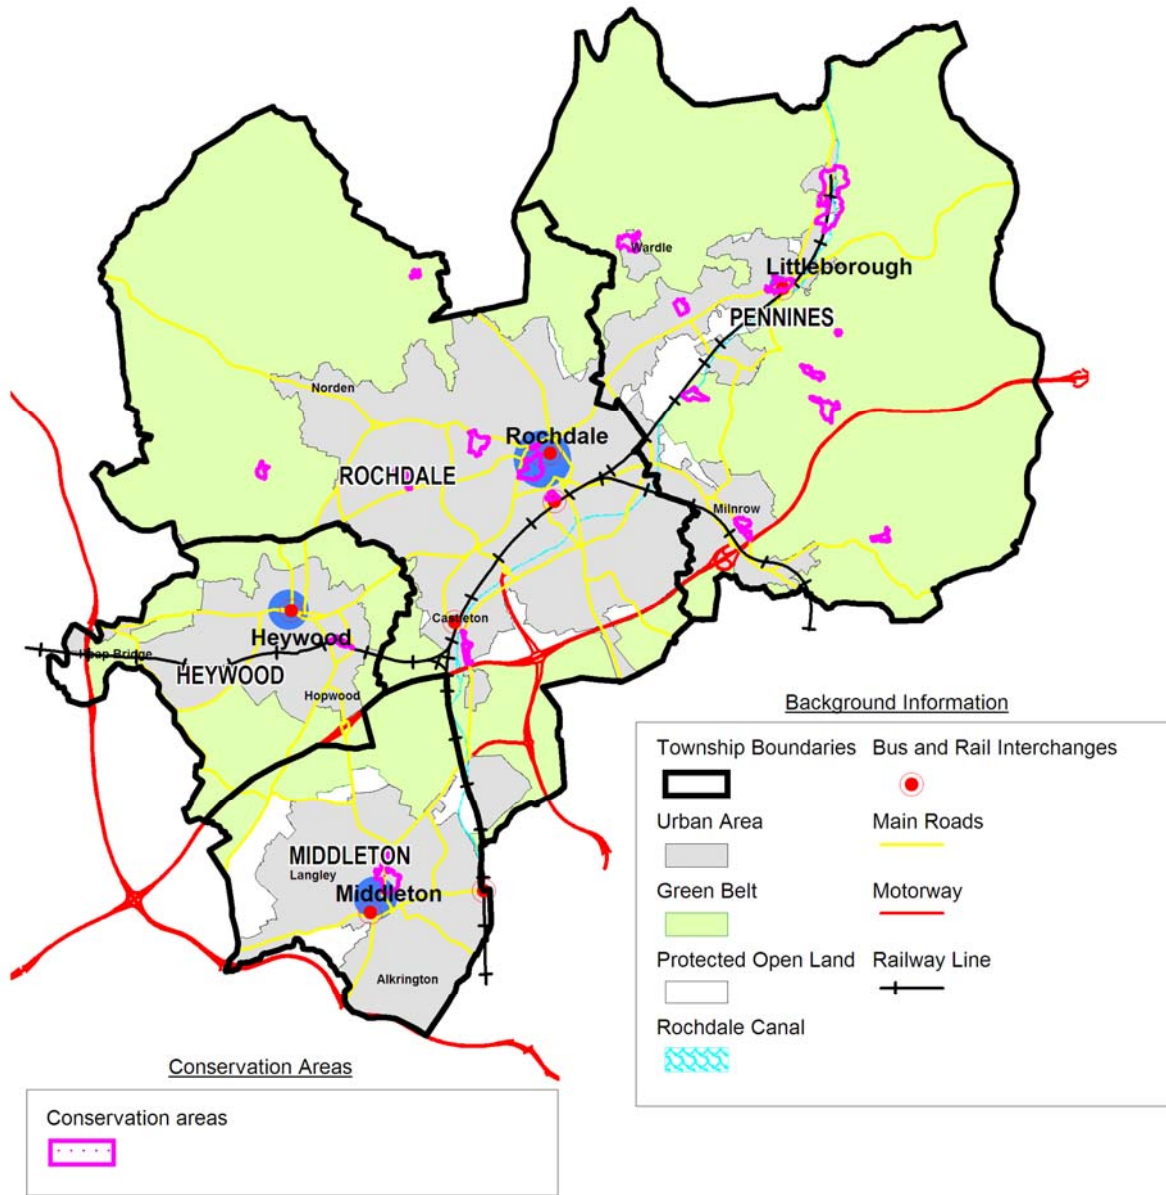 Wardle
Littleborough
PENNINES
Norden
Rochdale
ROCHDALE
Milnrow
Castleton
Heywood
Heap Bridge
HEYWOOD
Hopwood
MIDDLETON
Langley
Middleton
Alkrington
Background Information
Township Boundaries Bus and Rail Interchanges
Urban Area Main Roads
Green Belt Motorway
Protected Open Land Railway Line
Rochdale Canal
Conservation Areas
Conservation areas